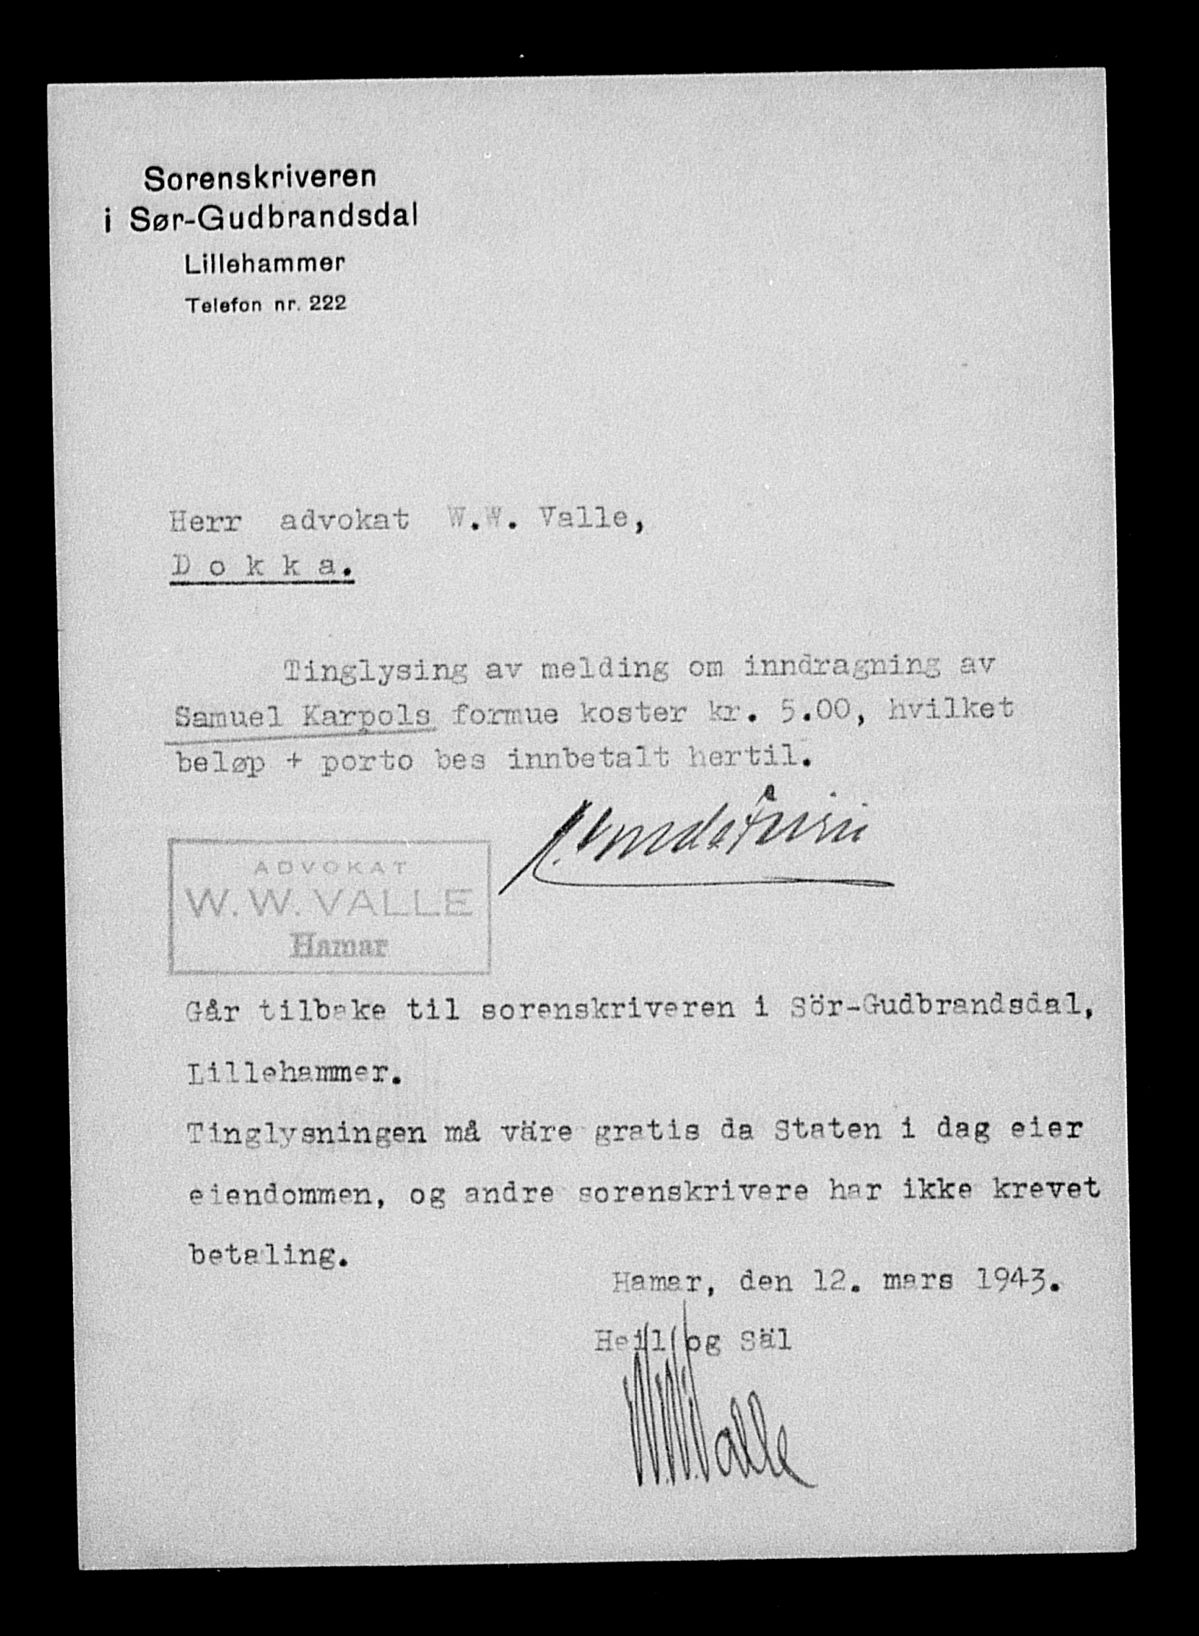 Sorenskriveren
i Sør-Gudbrandsdal
Lillehammer
Telefon nr. 222
Herr advokat W.W. Valle,
D o k k a.
Tinglysing av melding om inndragning av
Samuel Karpols formue koster kr. 5.00, hvilket
beløp + porto bes innbetalt hertil.
ADVOKAT
W. W. VALLE
Hamar
Går tilbake til sorenskriveren i Sör-Gudbrandsdal,
Lillehammer.
Tinglysningen må väre gratis da Staten i dag eier
eiendommen, og andre sorenskrivere har ikke krevet
betaling.
Hamar, den 12. mars 1943.
Heil og Säl
W.W. Valle